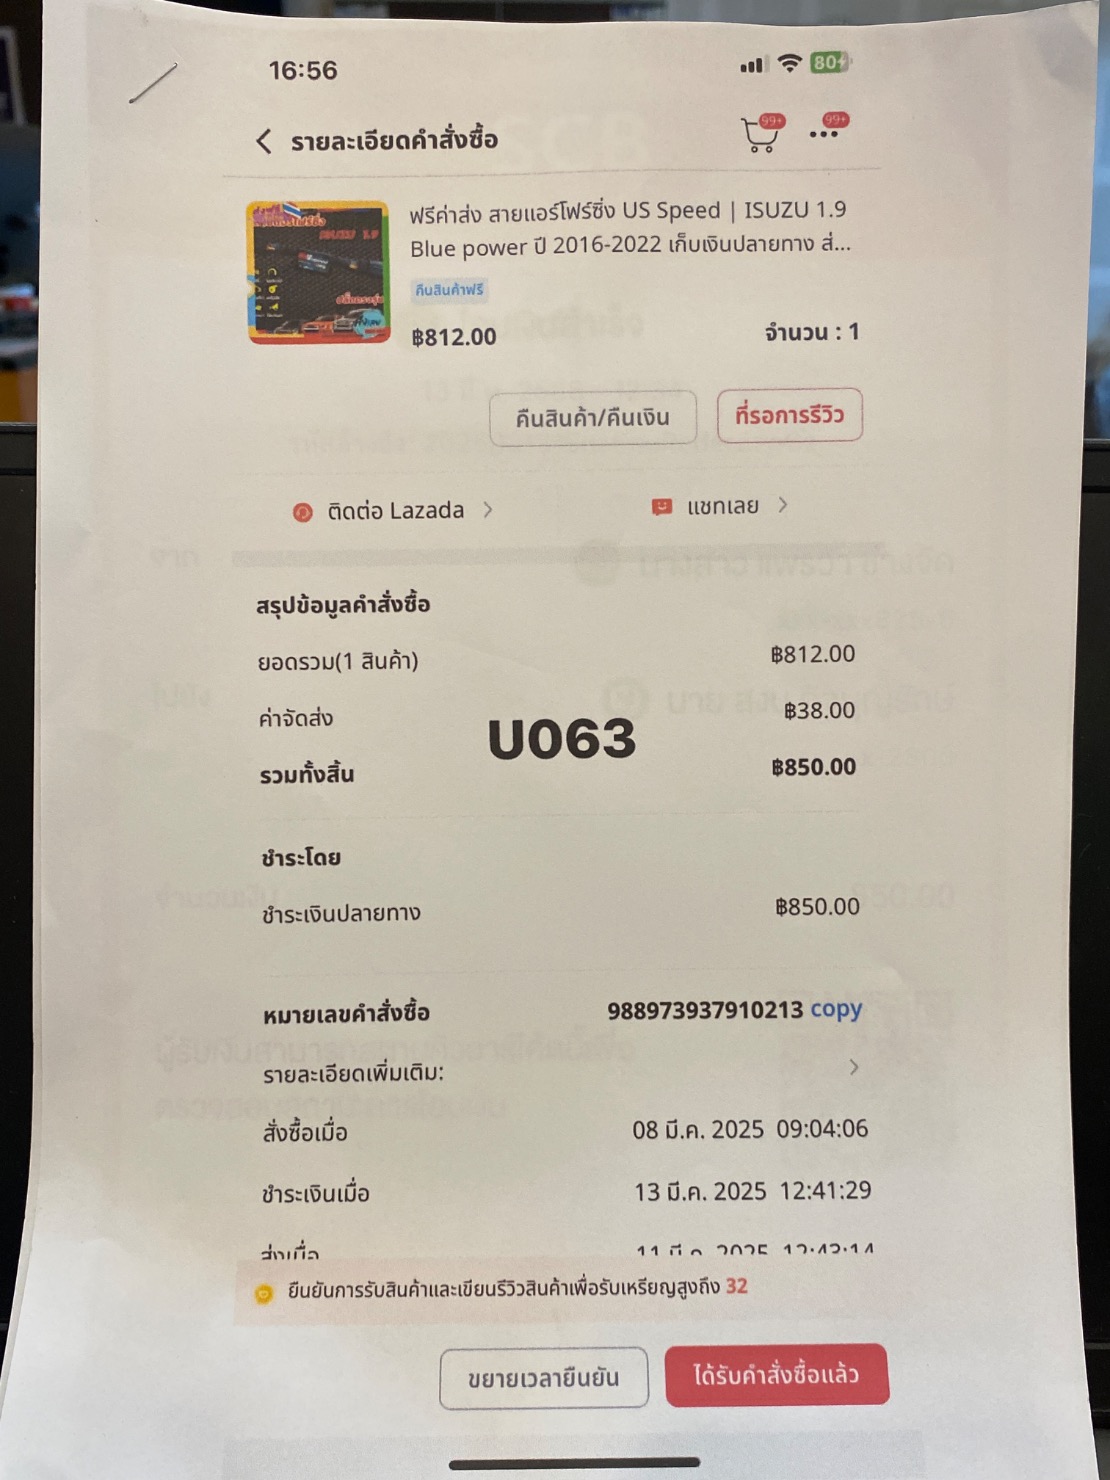 16:56
80
รายละเอียดคำสั่งซื้อ
99+
99+
ฟรีค่าส่ง สายแอร์โฟร์ซิ่ง US Speed | ISUZU 1.9
Blue power ปี 2016-2022 เก็บเงินปลายทาง ส่...
คืนสินค้าฟรี
฿812.00
จำนวน : 1
คืนสินค้า/คืนเงิน
ที่รอการรีวิว
ติดต่อ Lazada
แชทเลย
สรุปข้อมูลคำสั่งซื้อ
ยอดรวม(1 สินค้า)
฿812.00
ค่าจัดส่ง
฿38.00
U063
รวมทั้งสิ้น
฿850.00
ชำระโดย
ชำระเงินปลายทาง
฿850.00
หมายเลขคำสั่งซื้อ
988973937910213 copy
รายละเอียดเพิ่มเติม:
สั่งซื้อเมื่อ
08 มี.ค. 2025 09:04:06
ชำระเงินเมื่อ
13 มี.ค. 2025 12:41:29
ส่งเมื่อ
11 มี.ค. 2025
ยืนยันการรับสินค้าและเขียนรีวิวสินค้าเพื่อรับเหรียญสูงถึง 32
ขยายเวลายืนยัน
ได้รับคำสั่งซื้อแล้ว